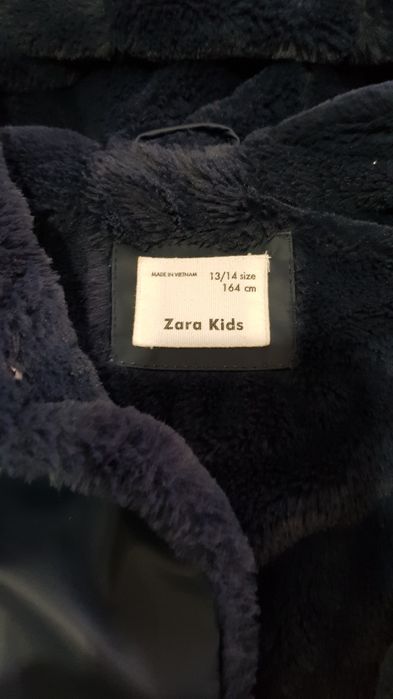 MADE IN VIETNAM 13/14 size
164 cm
Zara Kids